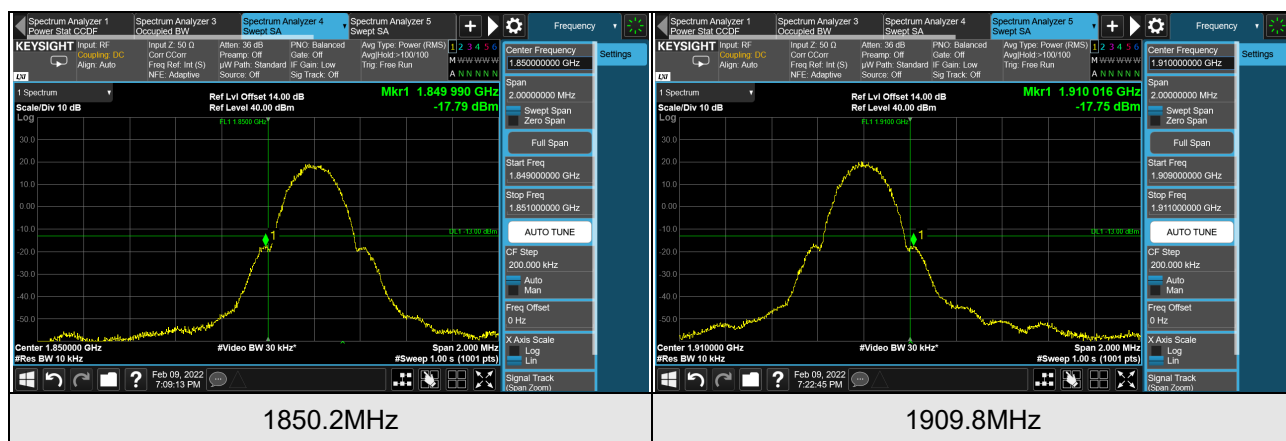 Spectrum Analyzer 1
Power Stat CCDF
Spectrum Analyzer 3
Occupied BW
Spectrum Analyzer 4
Swept SA
Spectrum Analyzer 5
Swept SA
Frequency
KEYSIGHT
Input: RF
Coupling: DC
Align: Auto
LXI
Input Z: 50 Ω
Corr CCorr
Freq Ref: Int (S)
NFE: Adaptive
Atten: 36 dB
Preamp: Off
µW Path: Standard
Source: Off
PNO: Balanced
Gate: Off
IF Gain: Low
Sig Track: Off
Avg Type: Power (RMS)
Avg|Hold:>100/100
Trig: Free Run
1 2 3 4 5 6
M W W W W W
A N N N N N
1 Spectrum
Scale/Div 10 dB
Log
Ref Lvl Offset 14.00 dB
Ref Level 40.00 dBm
Mkr1 1.849 990 GHz
-17.79 dBm
FL1 1.8500 GHz
30.0
20.0
10.0
0.00
-10.0
-20.0
-30.0
-40.0
-50.0
1
DL1 -13.00 dBm
Center 1.850000 GHz
#Res BW 10 kHz
#Video BW 30 kHz*
Span 2.000 MHz
#Sweep 1.00 s (1001 pts)
Center Frequency
1.850000000 GHz
Settings
Span
2.00000000 MHz
Swept Span
Zero Span
Full Span
Start Freq
1.849000000 GHz
Stop Freq
1.851000000 GHz
AUTO TUNE
CF Step
200.000 kHz
Auto
Man
Freq Offset
0 Hz
X Axis Scale
Log
Lin
Signal Track
(Span Zoom)
?
Feb 09, 2022
7:09:13 PM
1850.2MHz
Spectrum Analyzer 1
Power Stat CCDF
Spectrum Analyzer 3
Occupied BW
Spectrum Analyzer 4
Swept SA
Spectrum Analyzer 5
Swept SA
Frequency
KEYSIGHT
Input: RF
Coupling: DC
Align: Auto
LXI
Input Z: 50 Ω
Corr CCorr
Freq Ref: Int (S)
NFE: Adaptive
Atten: 36 dB
Preamp: Off
µW Path: Standard
Source: Off
PNO: Balanced
Gate: Off
IF Gain: Low
Sig Track: Off
Avg Type: Power (RMS)
Avg|Hold:>100/100
Trig: Free Run
1 2 3 4 5 6
M W W W W W
A N N N N N
1 Spectrum
Scale/Div 10 dB
Log
Ref Lvl Offset 14.00 dB
Ref Level 40.00 dBm
Mkr1 1.910 016 GHz
-17.75 dBm
FL1 1.9100 GHz
30.0
20.0
10.0
0.00
-10.0
-20.0
-30.0
-40.0
-50.0
1
DL1 -13.00 dBm
Center 1.910000 GHz
#Res BW 10 kHz
#Video BW 30 kHz*
Span 2.000 MHz
#Sweep 1.00 s (1001 pts)
Center Frequency
1.910000000 GHz
Settings
Span
2.00000000 MHz
Swept Span
Zero Span
Full Span
Start Freq
1.909000000 GHz
Stop Freq
1.911000000 GHz
AUTO TUNE
CF Step
200.000 kHz
Auto
Man
Freq Offset
0 Hz
X Axis Scale
Log
Lin
Signal Track
(Span Zoom)
?
Feb 09, 2022
7:22:45 PM
1909.8MHz